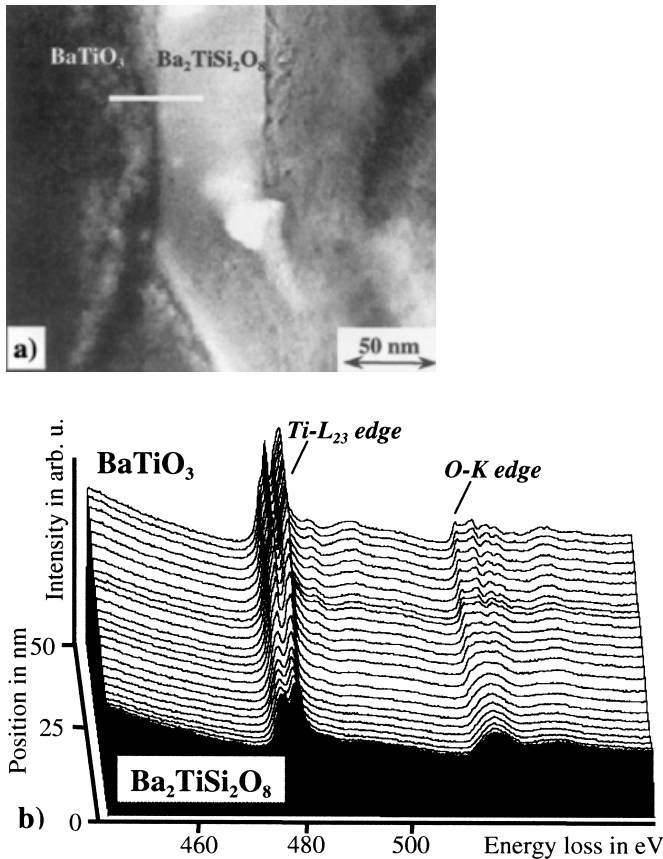 BaTiO3
Ba2TiSi2O8
a)
50 nm
Intensity in arb. u.
BaTiO3
Ti-L23 edge
O-K edge
Position in nm
50
25
0
Ba2TiSi2O8
b)
460
480
500
Energy loss in eV